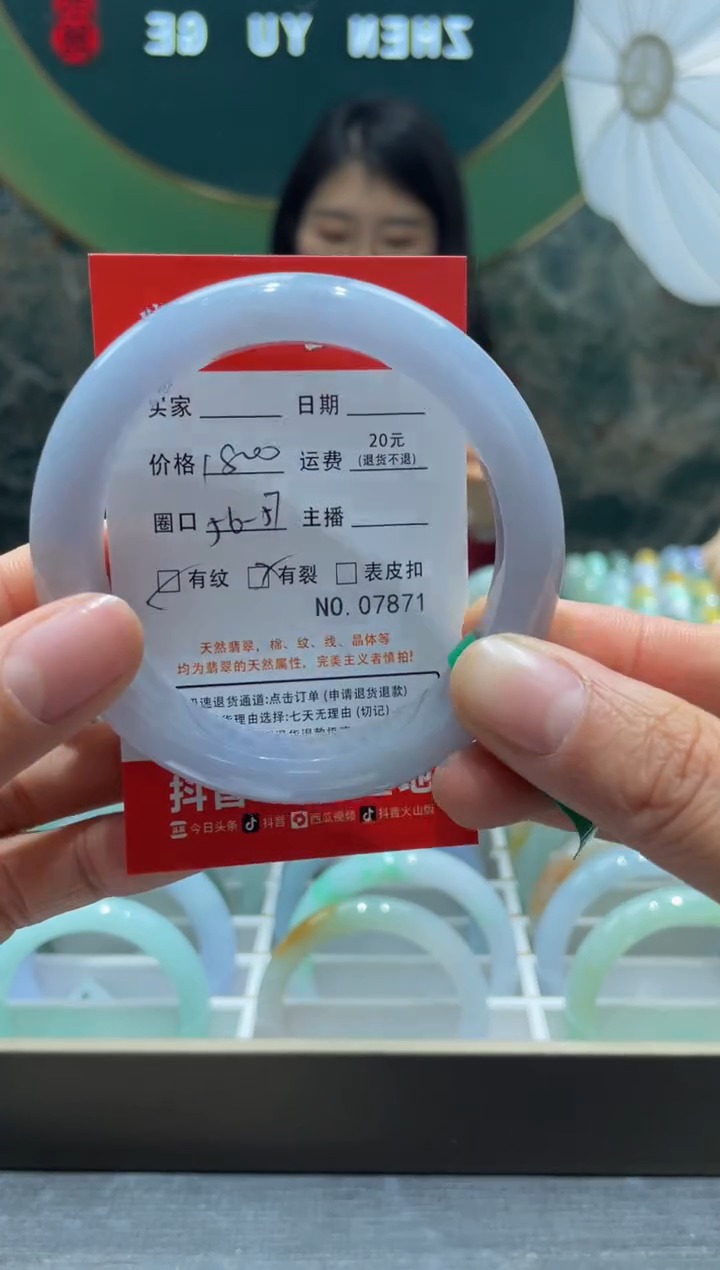 ZHEN YU GE
买家 日期
价格 1800 运费 20元 (退货不退)
圈口 56-57 主播
有纹 有裂 表皮扣
NO. 07871
天然翡翠，棉、纹、线、晶体等
均为翡翠的天然属性，完美主义者慎拍!
速退货通道:点击订单 (申请退货退款)
货理由选择:七天无理由 (切记)
抖音
今日头条 抖音 西瓜视频 抖音火山版